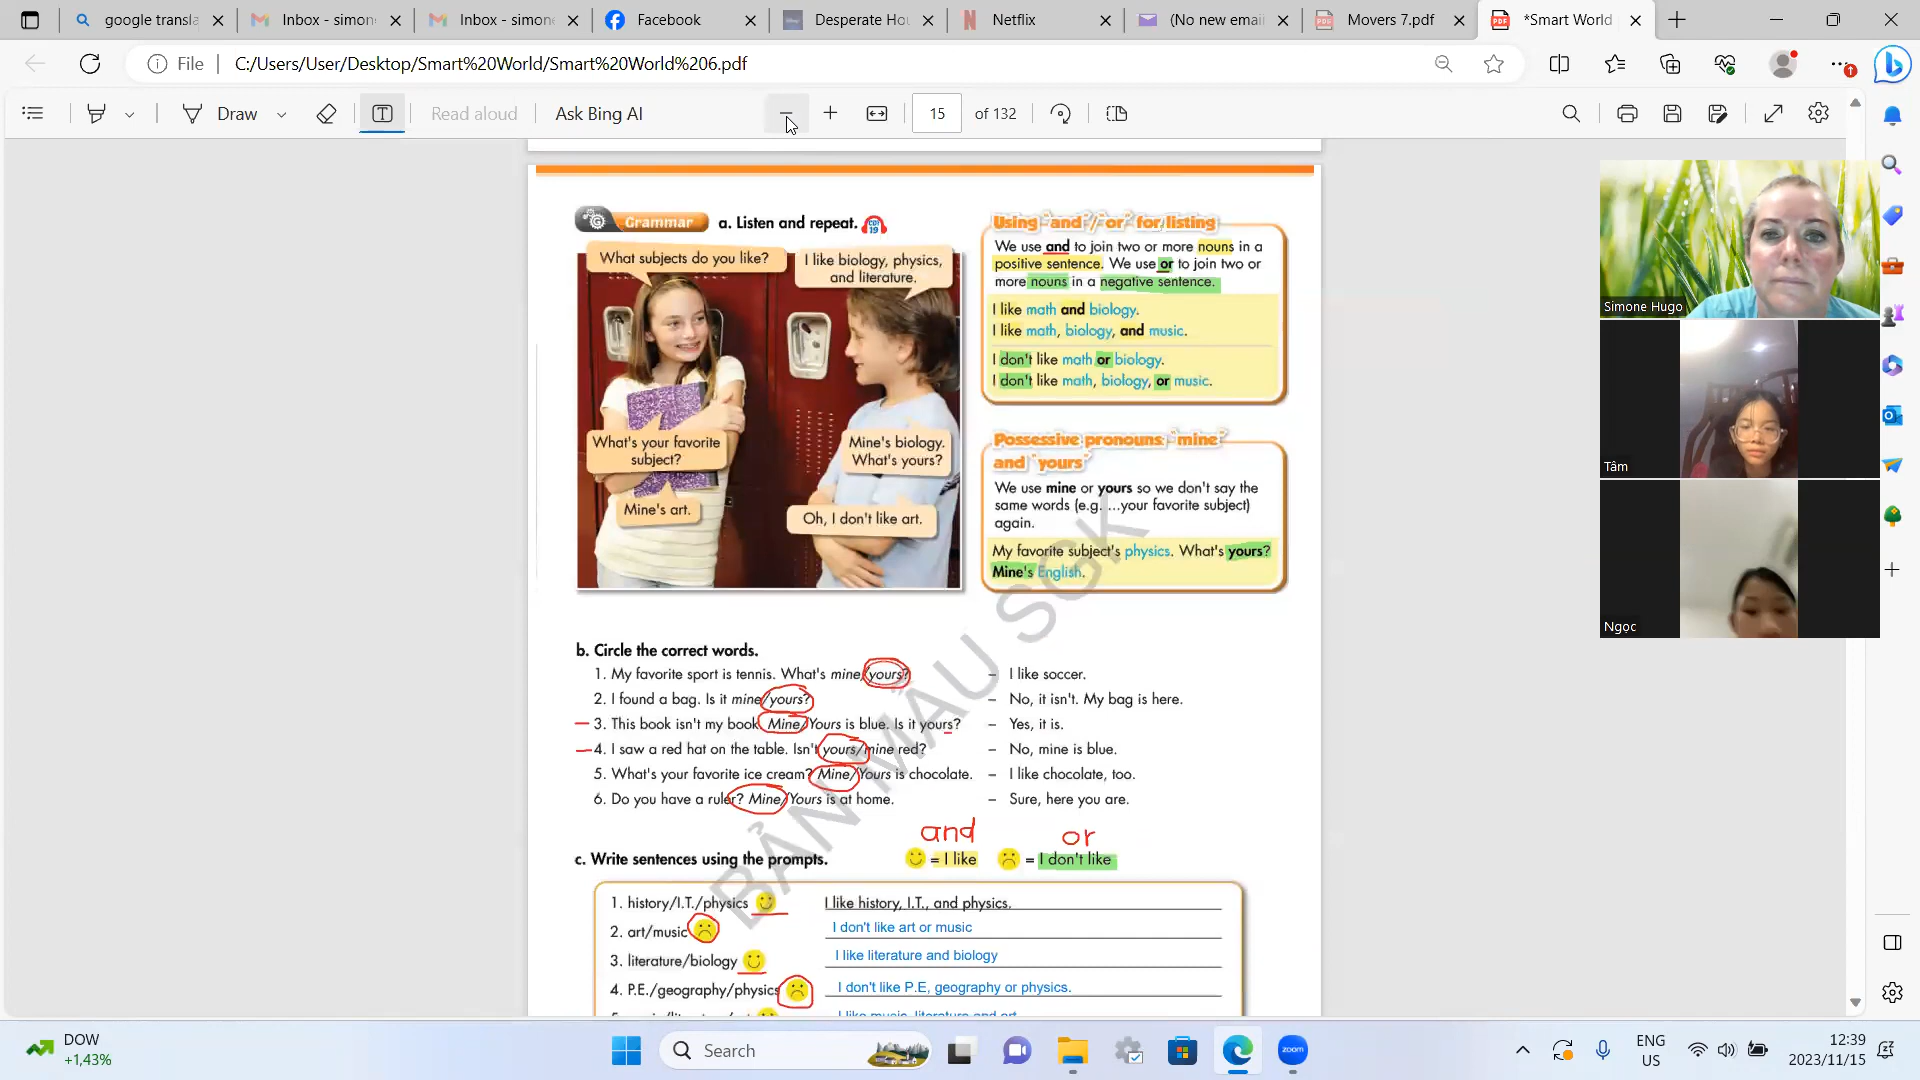 google transla
Inbox - simon
Inbox - simon
Facebook
Desperate Hou
Netflix
(No new emai
Movers 7.pdf
*Smart World
File
C:/Users/User/Desktop/Smart%20World/Smart%20World%206.pdf
Draw
Read aloud
Ask Bing AI
15
of 132
Grammar
a. Listen and repeat.
CD1
19
What subjects do you like?
I like biology, physics,
and literature.
What's your favorite
subject?
Mine's biology.
What's yours?
Mine's art.
Oh, I don't like art.
Using "and"/"or" for listing
We use and to join two or more nouns in a
positive sentence. We use or to join two or
more nouns in a negative sentence.
I like math and biology.
I like math, biology, and music.
I don't like math or biology.
I don't like math, biology, or music.
Possessive pronouns: "mine"
and "yours"
We use mine or yours so we don't say the
same words (e.g. ...your favorite subject)
again.
My favorite subject's physics. What's yours?
Mine's English.
BẢN MẪU SGK
b. Circle the correct words.
1. My favorite sport is tennis. What's mine/yours? – I like soccer.
2. I found a bag. Is it mine/yours? – No, it isn't. My bag is here.
3. This book isn't my book. Mine/Yours is blue. Is it yours? – Yes, it is.
4. I saw a red hat on the table. Isn't yours/mine red? – No, mine is blue.
5. What's your favorite ice cream? Mine/Yours is chocolate. – I like chocolate, too.
6. Do you have a ruler? Mine/Yours is at home. – Sure, here you are.
and or
c. Write sentences using the prompts.
= I like = I don't like
1. history/I.T./physics I like history, I.T., and physics.
2. art/music I don't like art or music
3. literature/biology I like literature and biology
4. P.E./geography/physics I don't like P.E, geography or physics.
I like music, literature and art
Simone Hugo
Tâm
Ngọc
DOW
+1,43%
Search
zoom
ENG
US
12:39
2023/11/15